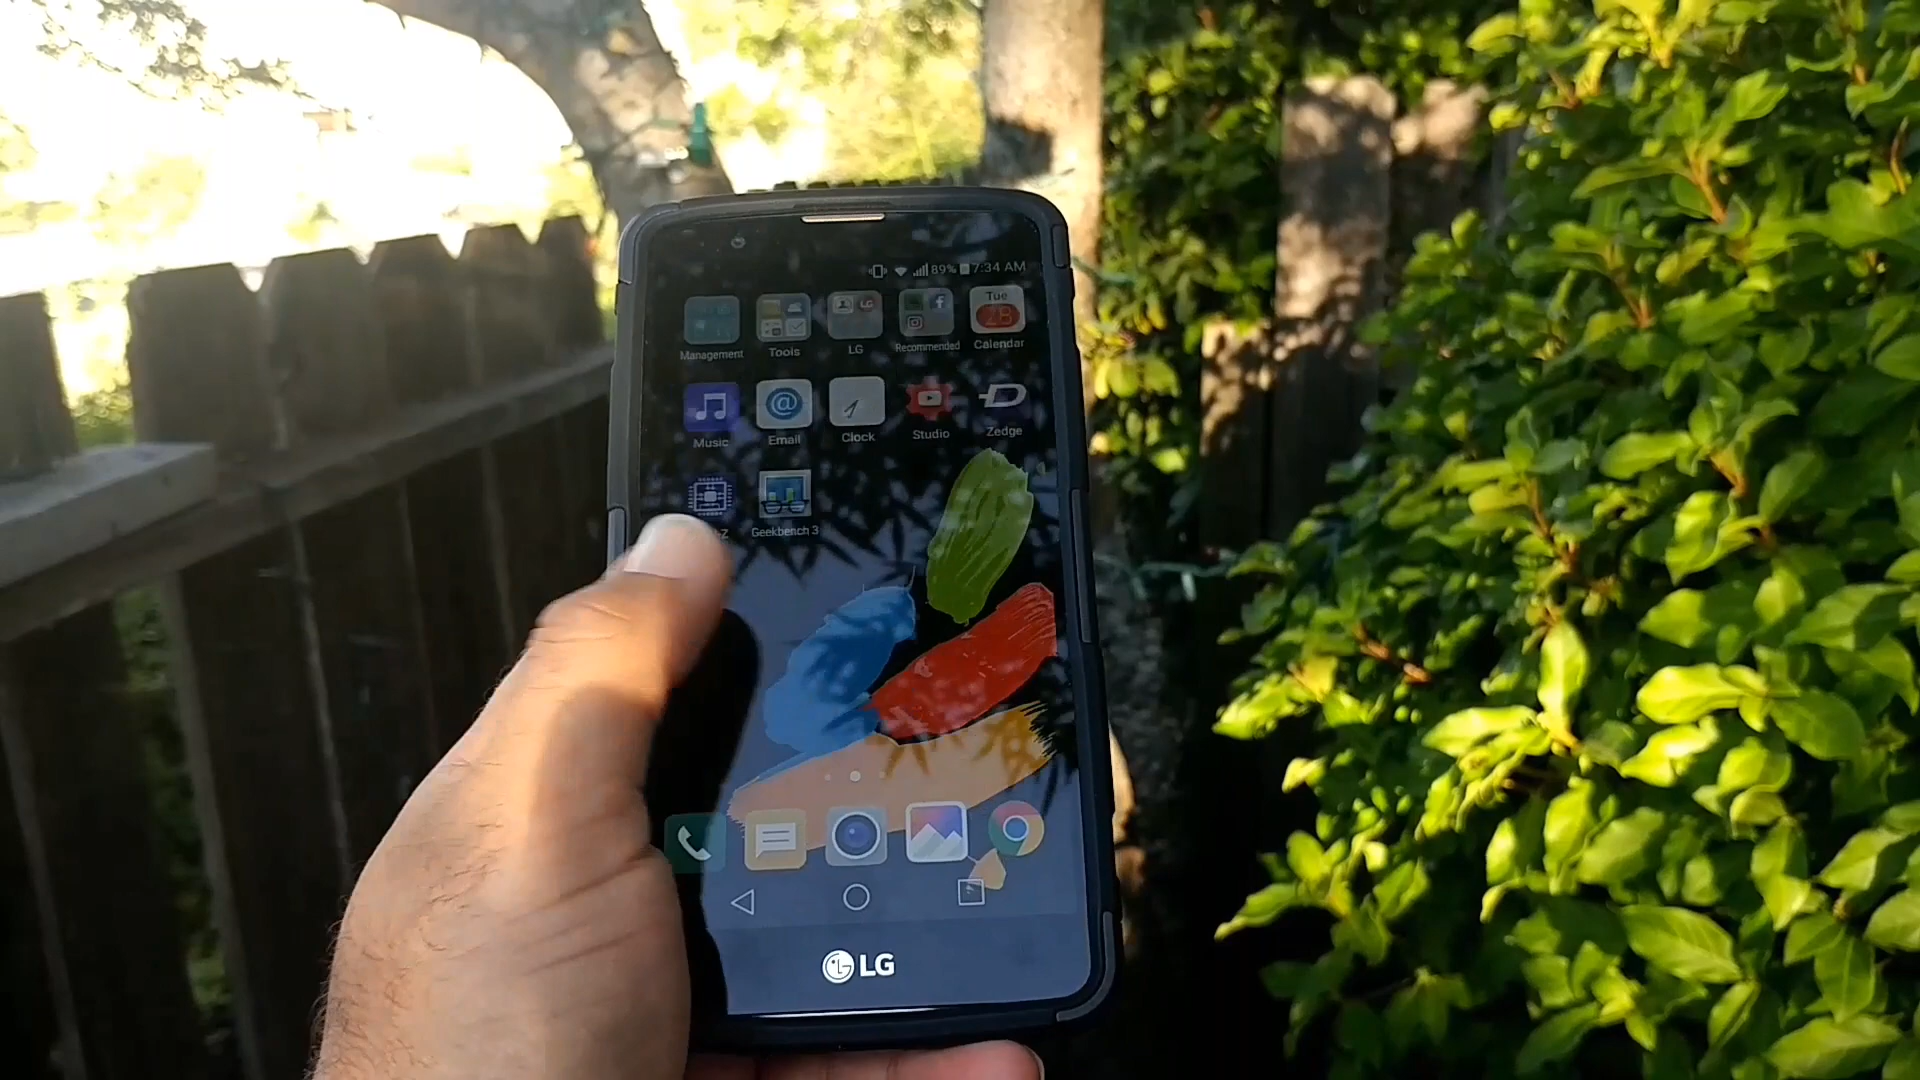 89% 7:34 AM
LG
Tue
28
Management Tools LG Recommended Calendar
Music Email Clock Studio Zedge
-Z Geekbench 3
LG